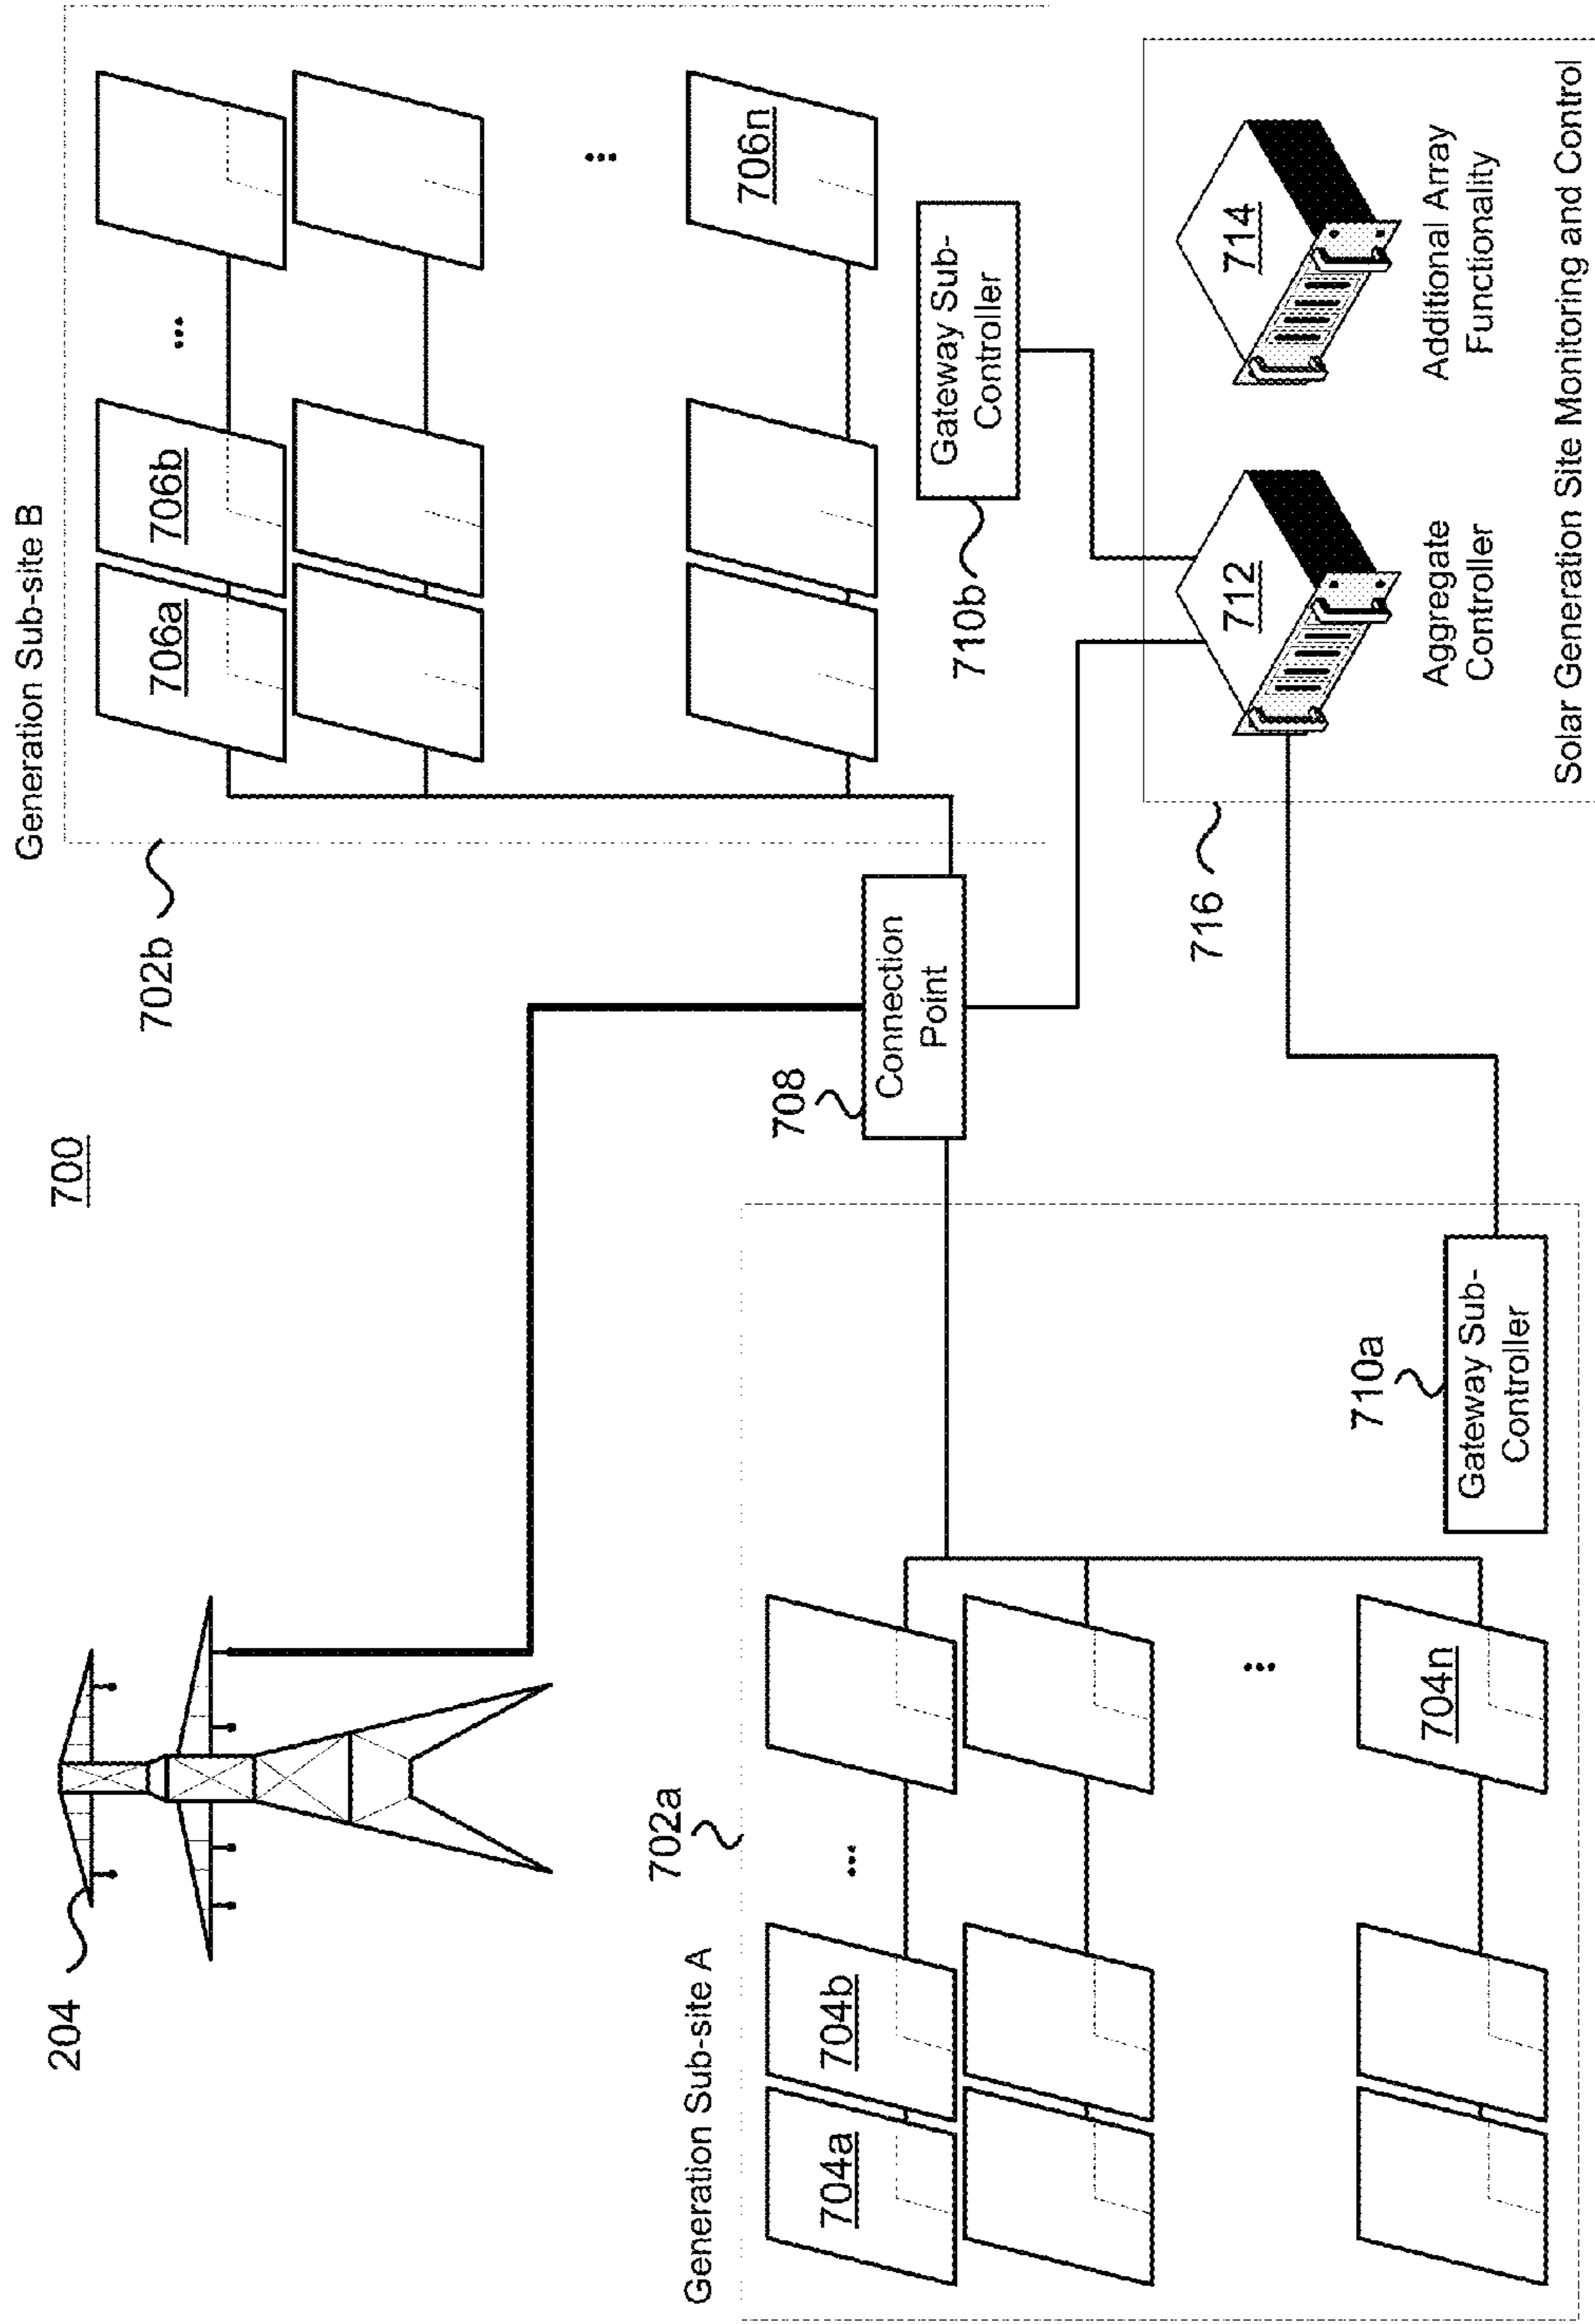 700
204
Generation Sub-site A
702a
704a
704b
...
...
704n
710a
Gateway Sub-
Controller
708
Connection
Point
Generation Sub-site B
702b
706a
706b
...
...
706n
Gateway Sub-
Controller
710b
716
712
Aggregate
Controller
714
Additional Array
Functionality
Solar Generation Site Monitoring and Control